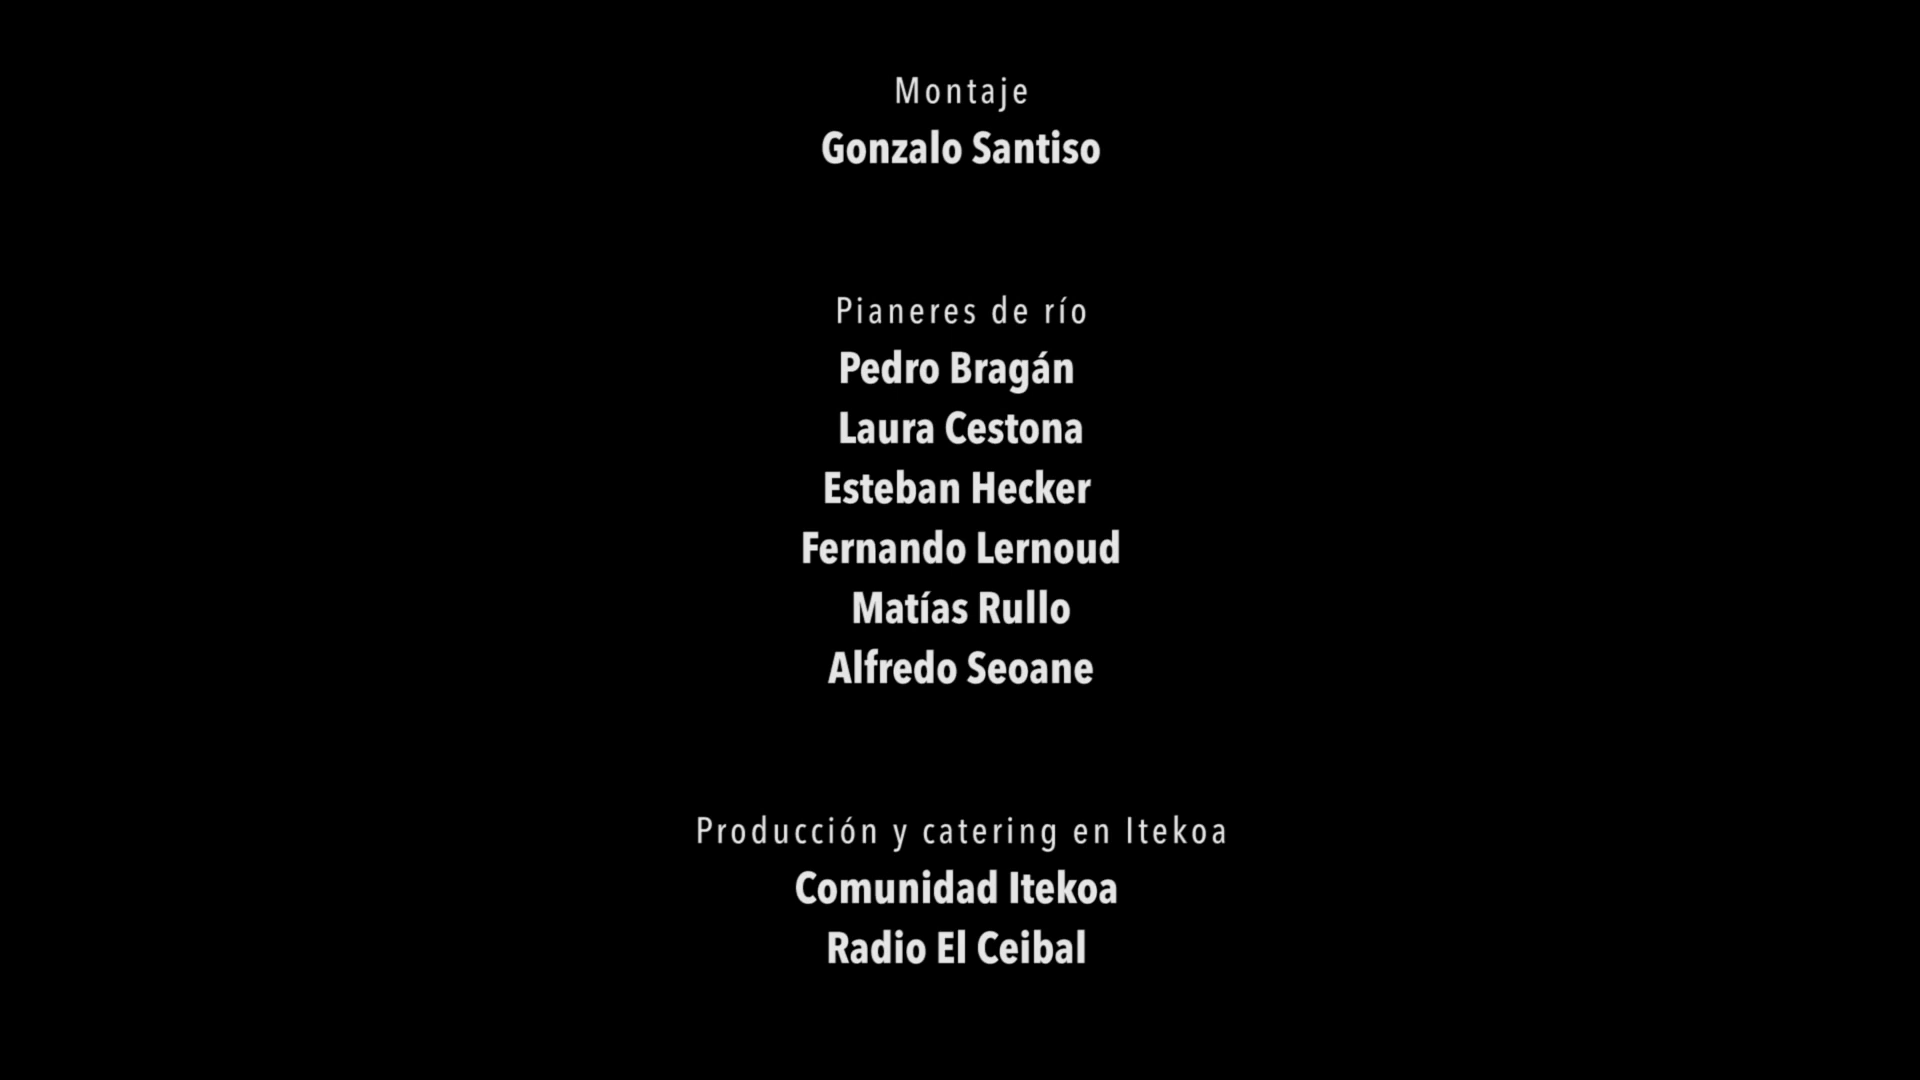 Montaje
Gonzalo Santiso
Pianeres de río
Pedro Bragán
Laura Cestona
Esteban Hecker
Fernando Lernoud
Matías Rullo
Alfredo Seoane
Producción y catering en Itekoa
Comunidad Itekoa
Radio El Ceibal